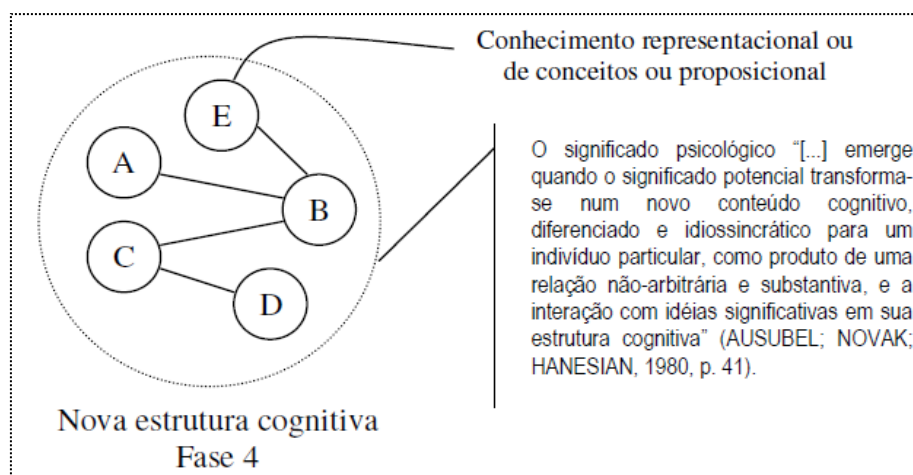 Conhecimento representacional ou
de conceitos ou proposicional
E
A
B
C
D
O significado psicológico “[...] emerge
quando o significado potencial transforma-
se num novo conteúdo cognitivo,
diferenciado e idiossincrático para um
indivíduo particular, como produto de uma
relação não-arbitrária e substantiva, e a
interação com idéias significativas em sua
estrutura cognitiva” (AUSUBEL; NOVAK;
HANESIAN, 1980, p. 41).
Nova estrutura cognitiva
Fase 4